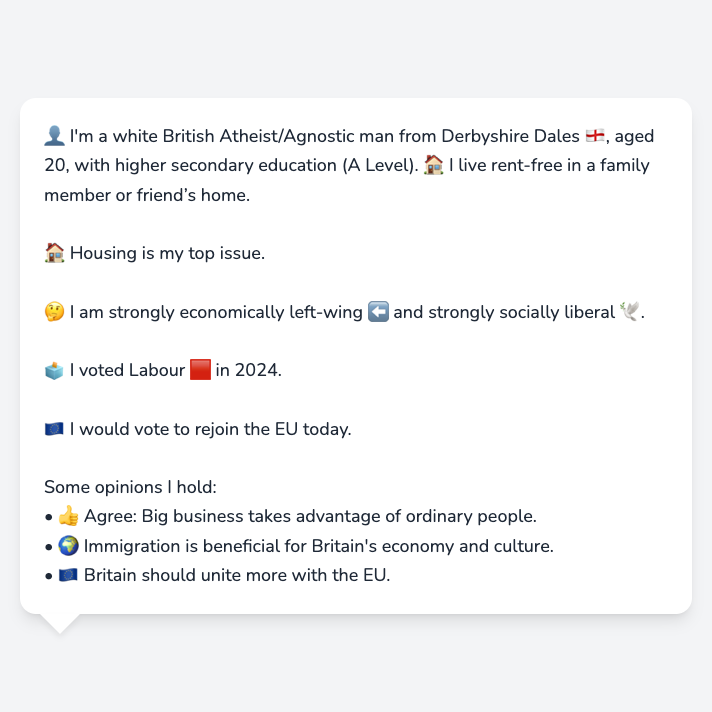 👤 I'm a white British Atheist/Agnostic man from Derbyshire Dales 🏴󠁧󠁢󠁥󠁮󠁧󠁿, aged
20, with higher secondary education (A Level). 🏠 I live rent-free in a family
member or friend’s home.
🏠 Housing is my top issue.
🤔 I am strongly economically left-wing ⬅️ and strongly socially liberal 🕊️.
🗳️ I voted Labour 🟥 in 2024.
🇪🇺 I would vote to rejoin the EU today.
Some opinions I hold:
• 👍 Agree: Big business takes advantage of ordinary people.
• 🌍 Immigration is beneficial for Britain's economy and culture.
• 🇪🇺 Britain should unite more with the EU.